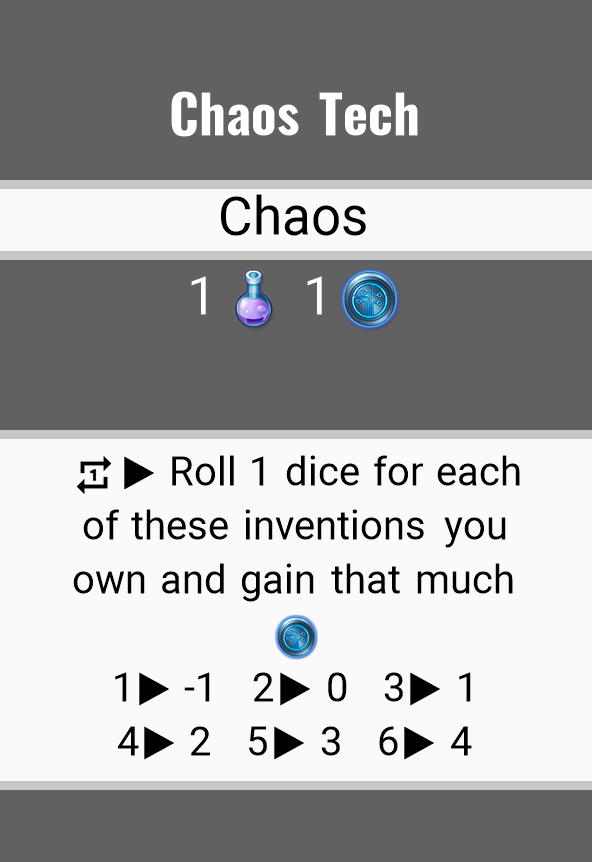 Chaos Tech
Chaos
1 1
1 ▶ Roll 1 dice for each
of these inventions you
own and gain that much
1▶ -1 2▶ 0 3▶ 1
4▶ 2 5▶ 3 6▶ 4